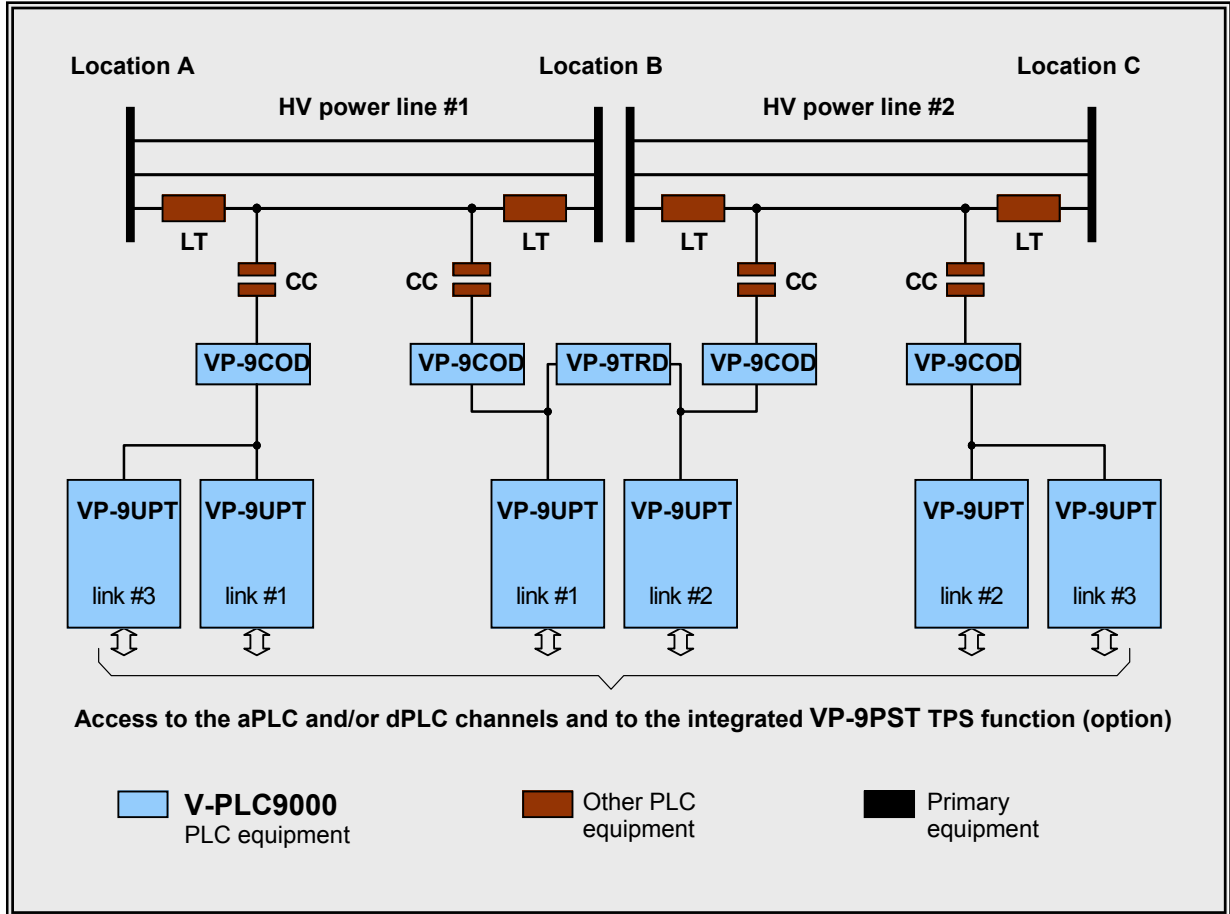 Location A
Location B
Location C
HV power line #1
HV power line #2
LT
LT
LT
LT
CC
CC
CC
CC
VP-9COD
VP-9COD
VP-9TRD
VP-9COD
VP-9COD
VP-9UPT
VP-9UPT
VP-9UPT
VP-9UPT
VP-9UPT
VP-9UPT
link #3
link #1
link #1
link #2
link #2
link #3
Access to the aPLC and/or dPLC channels and to the integrated VP-9PST TPS function (option)
V-PLC9000
PLC equipment
Other PLC
equipment
Primary
equipment